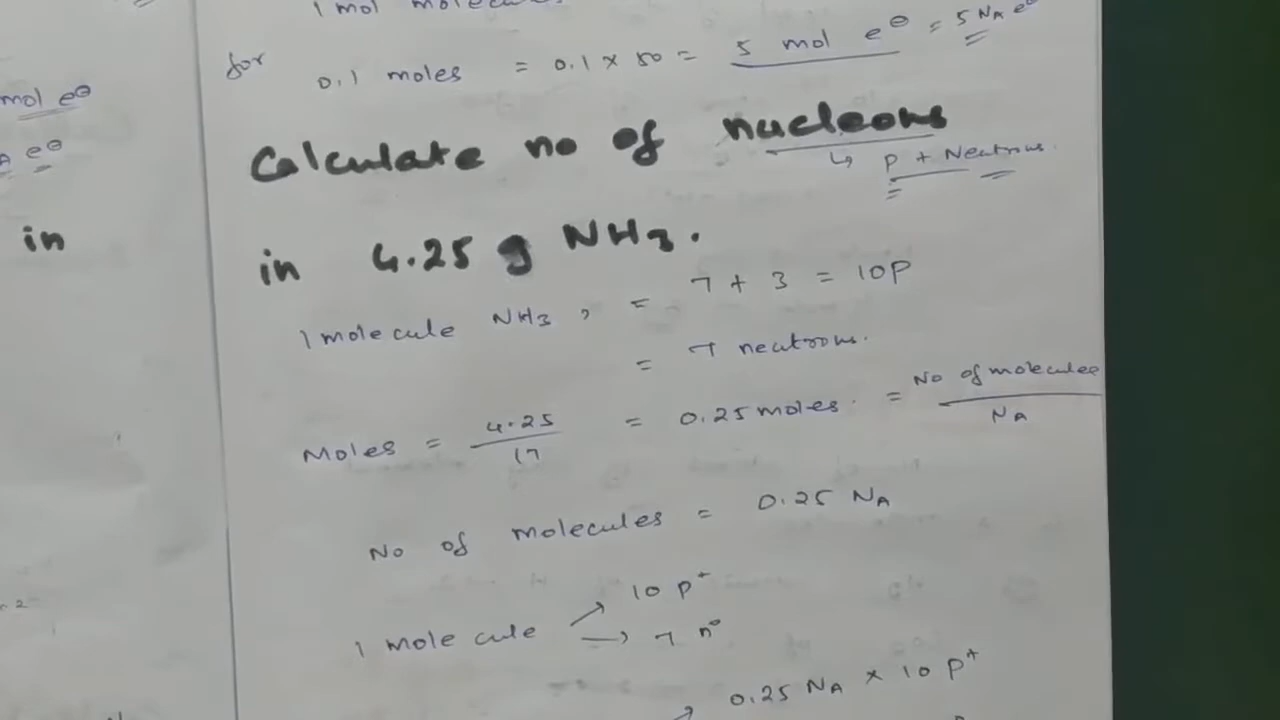 1 mol
for 0.1 moles = 0.1 × 50 = 5 mol e⊖ = 5 NA e⊖
mol e⊖
A e⊖
in
Calculate no of nucleons
↳ P + Neutrons.
in 4.25 g NH3.
1 molecule NH3, = 7 + 3 = 10P
= 7 neutrons.
Moles = 4.25/17 = 0.25 moles. = No of molecules/NA
No of molecules = 0.25 NA
1 molecule → 10 p+
→ 7 n°
0.25 NA × 10 p+